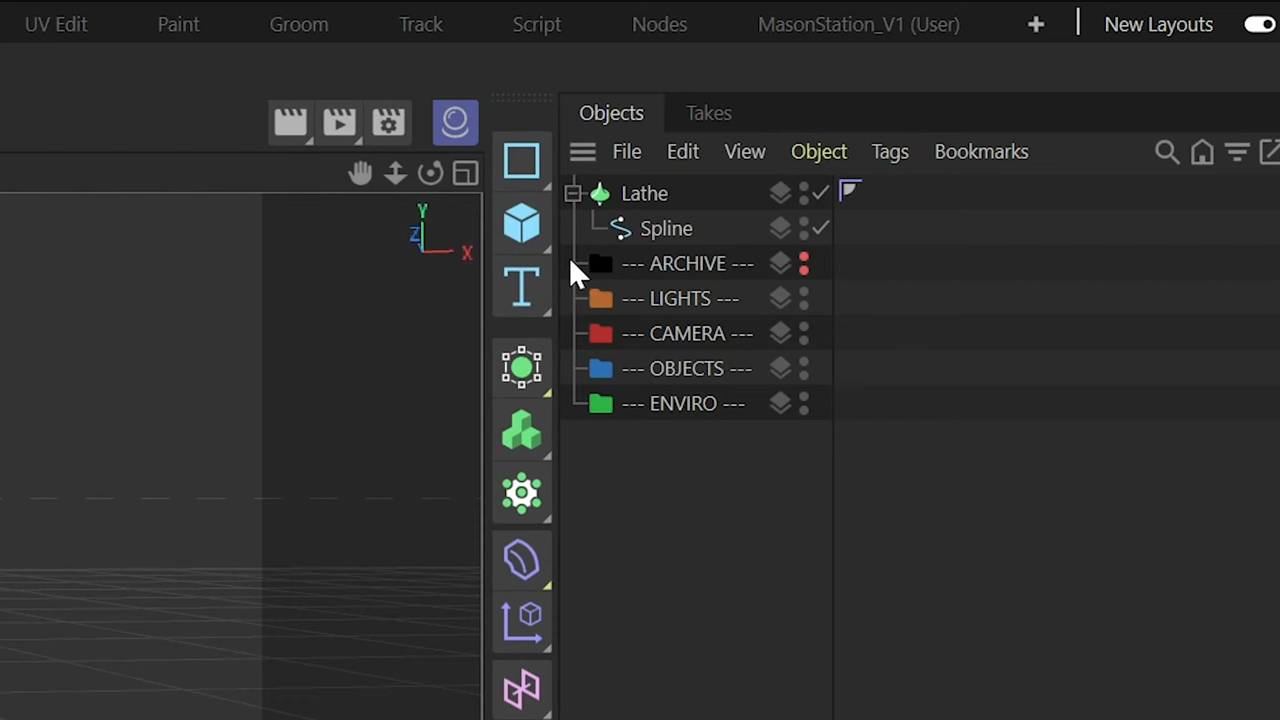 UV Edit Paint Groom Track Script Nodes MasonStation_V1 (User) + New Layouts
Objects Takes
File Edit View Object Tags Bookmarks
Y
Z
X
T
Lathe
Spline
--- ARCHIVE ---
--- LIGHTS ---
--- CAMERA ---
--- OBJECTS ---
--- ENVIRO ---